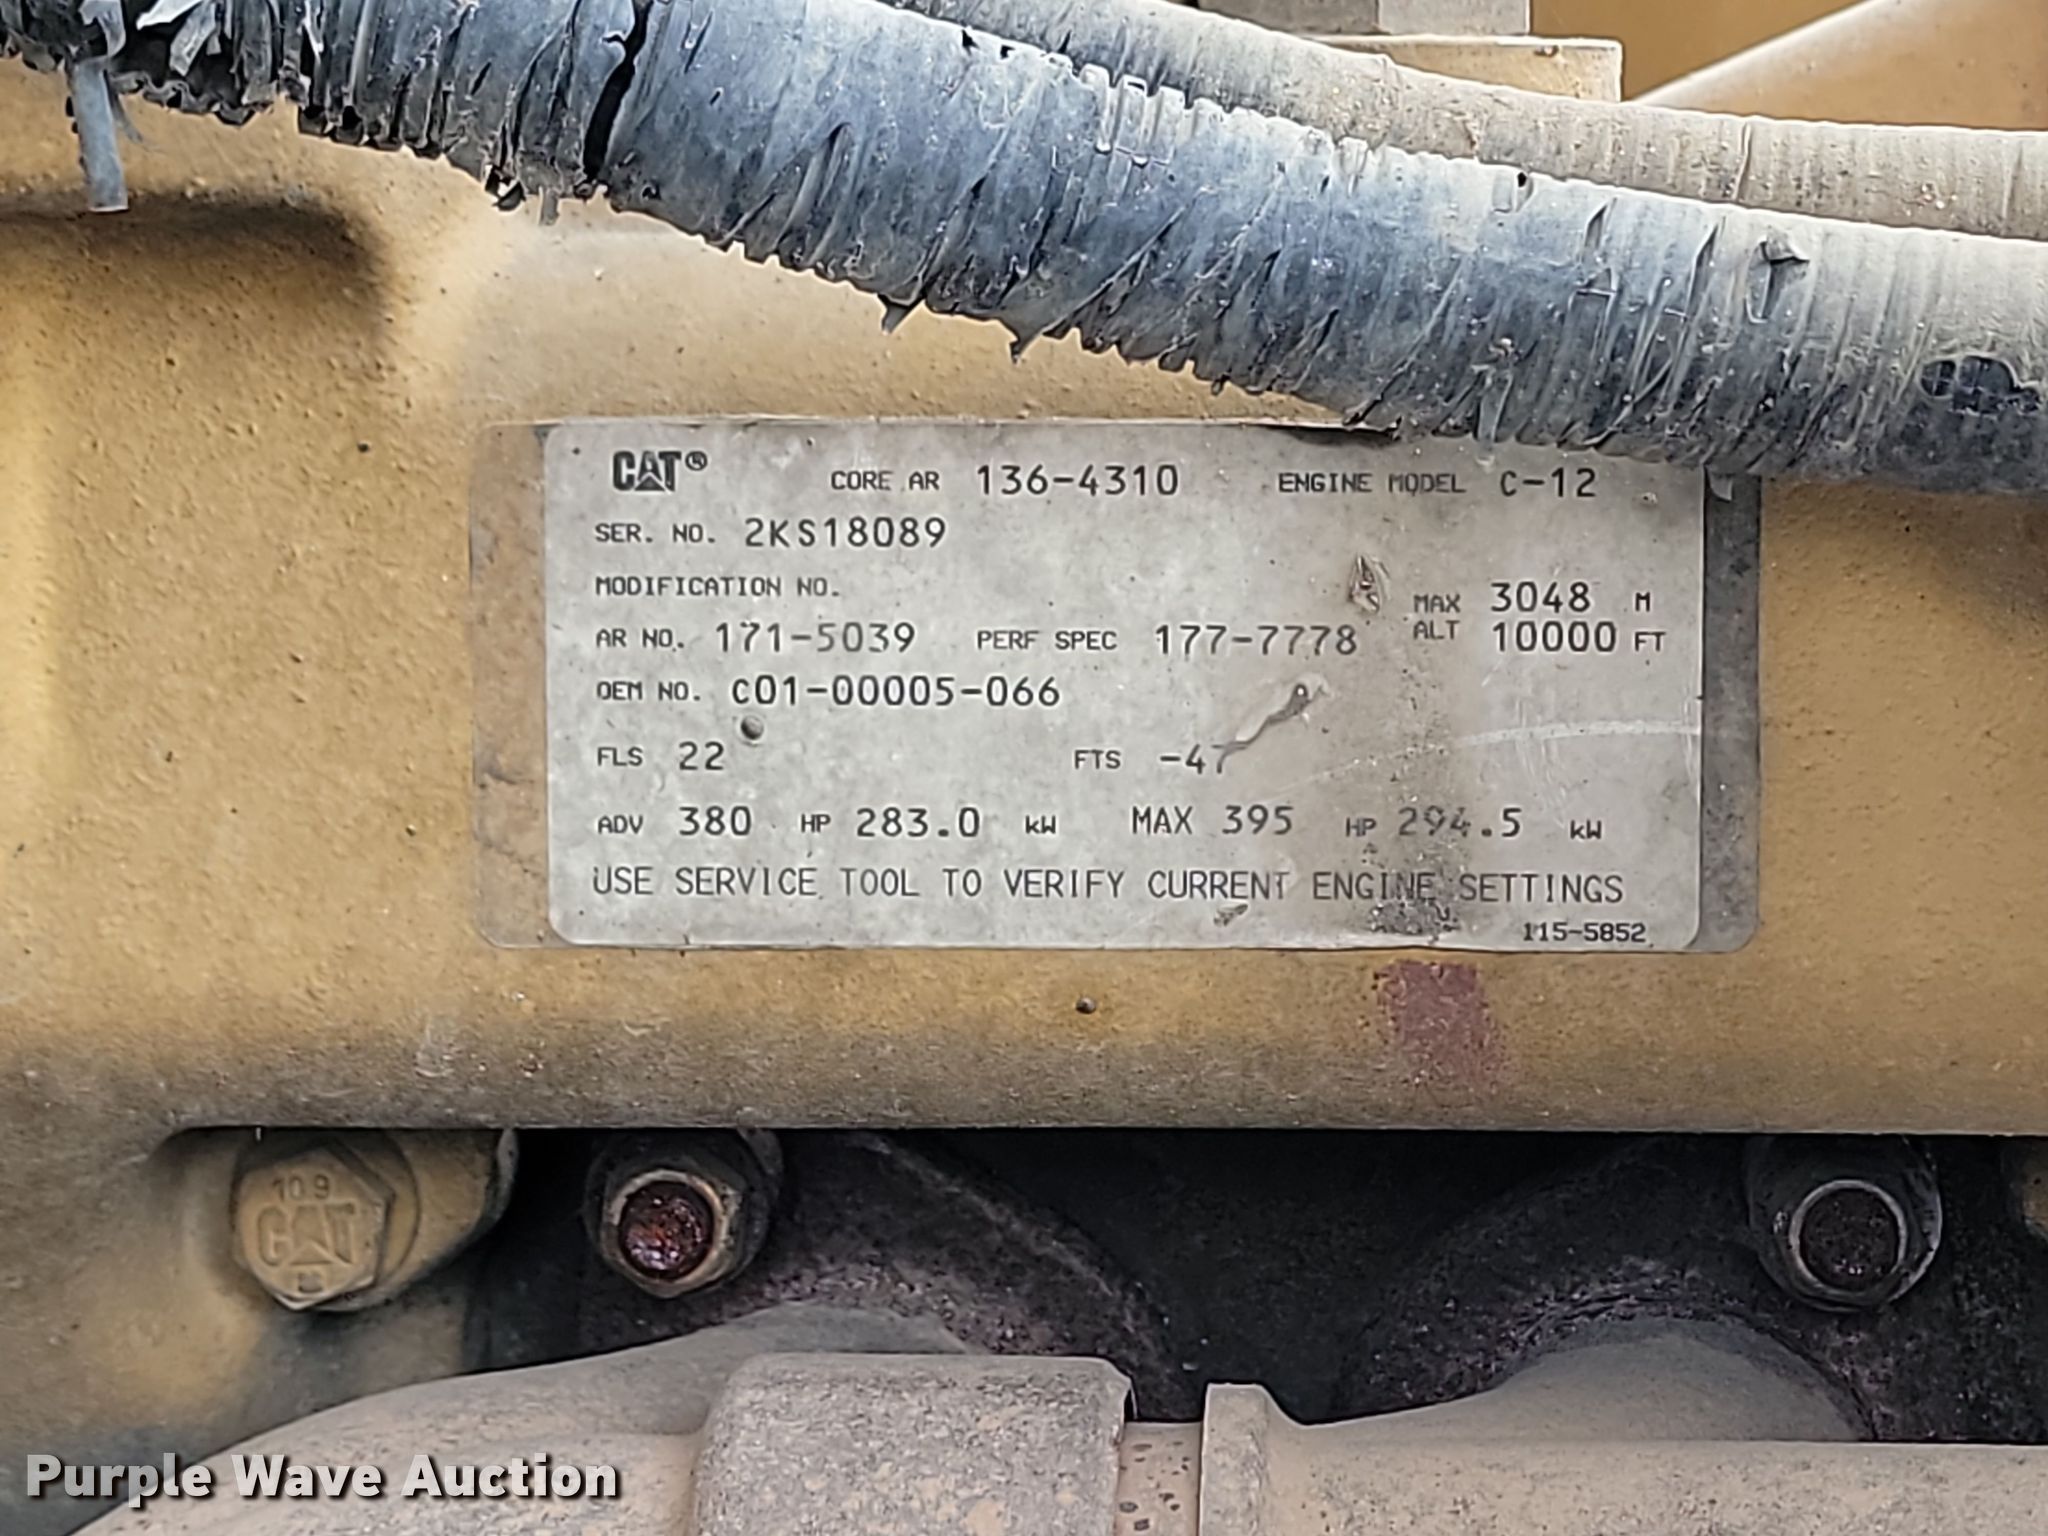 CAT® CORE AR 136-4310 ENGINE MODEL C-12
SER. NO. 2KS18089
MODIFICATION NO.
MAX ALT 3048 M 10000 FT
AR NO. 171-5039 PERF SPEC 177-7778
OEM NO. C01-00005-066
FLS 22 FTS -47
ADV 380 HP 283.0 kW MAX 395 HP 294.5 kW
USE SERVICE TOOL TO VERIFY CURRENT ENGINE SETTINGS
115-5852
10.9
CAT
Purple Wave Auction